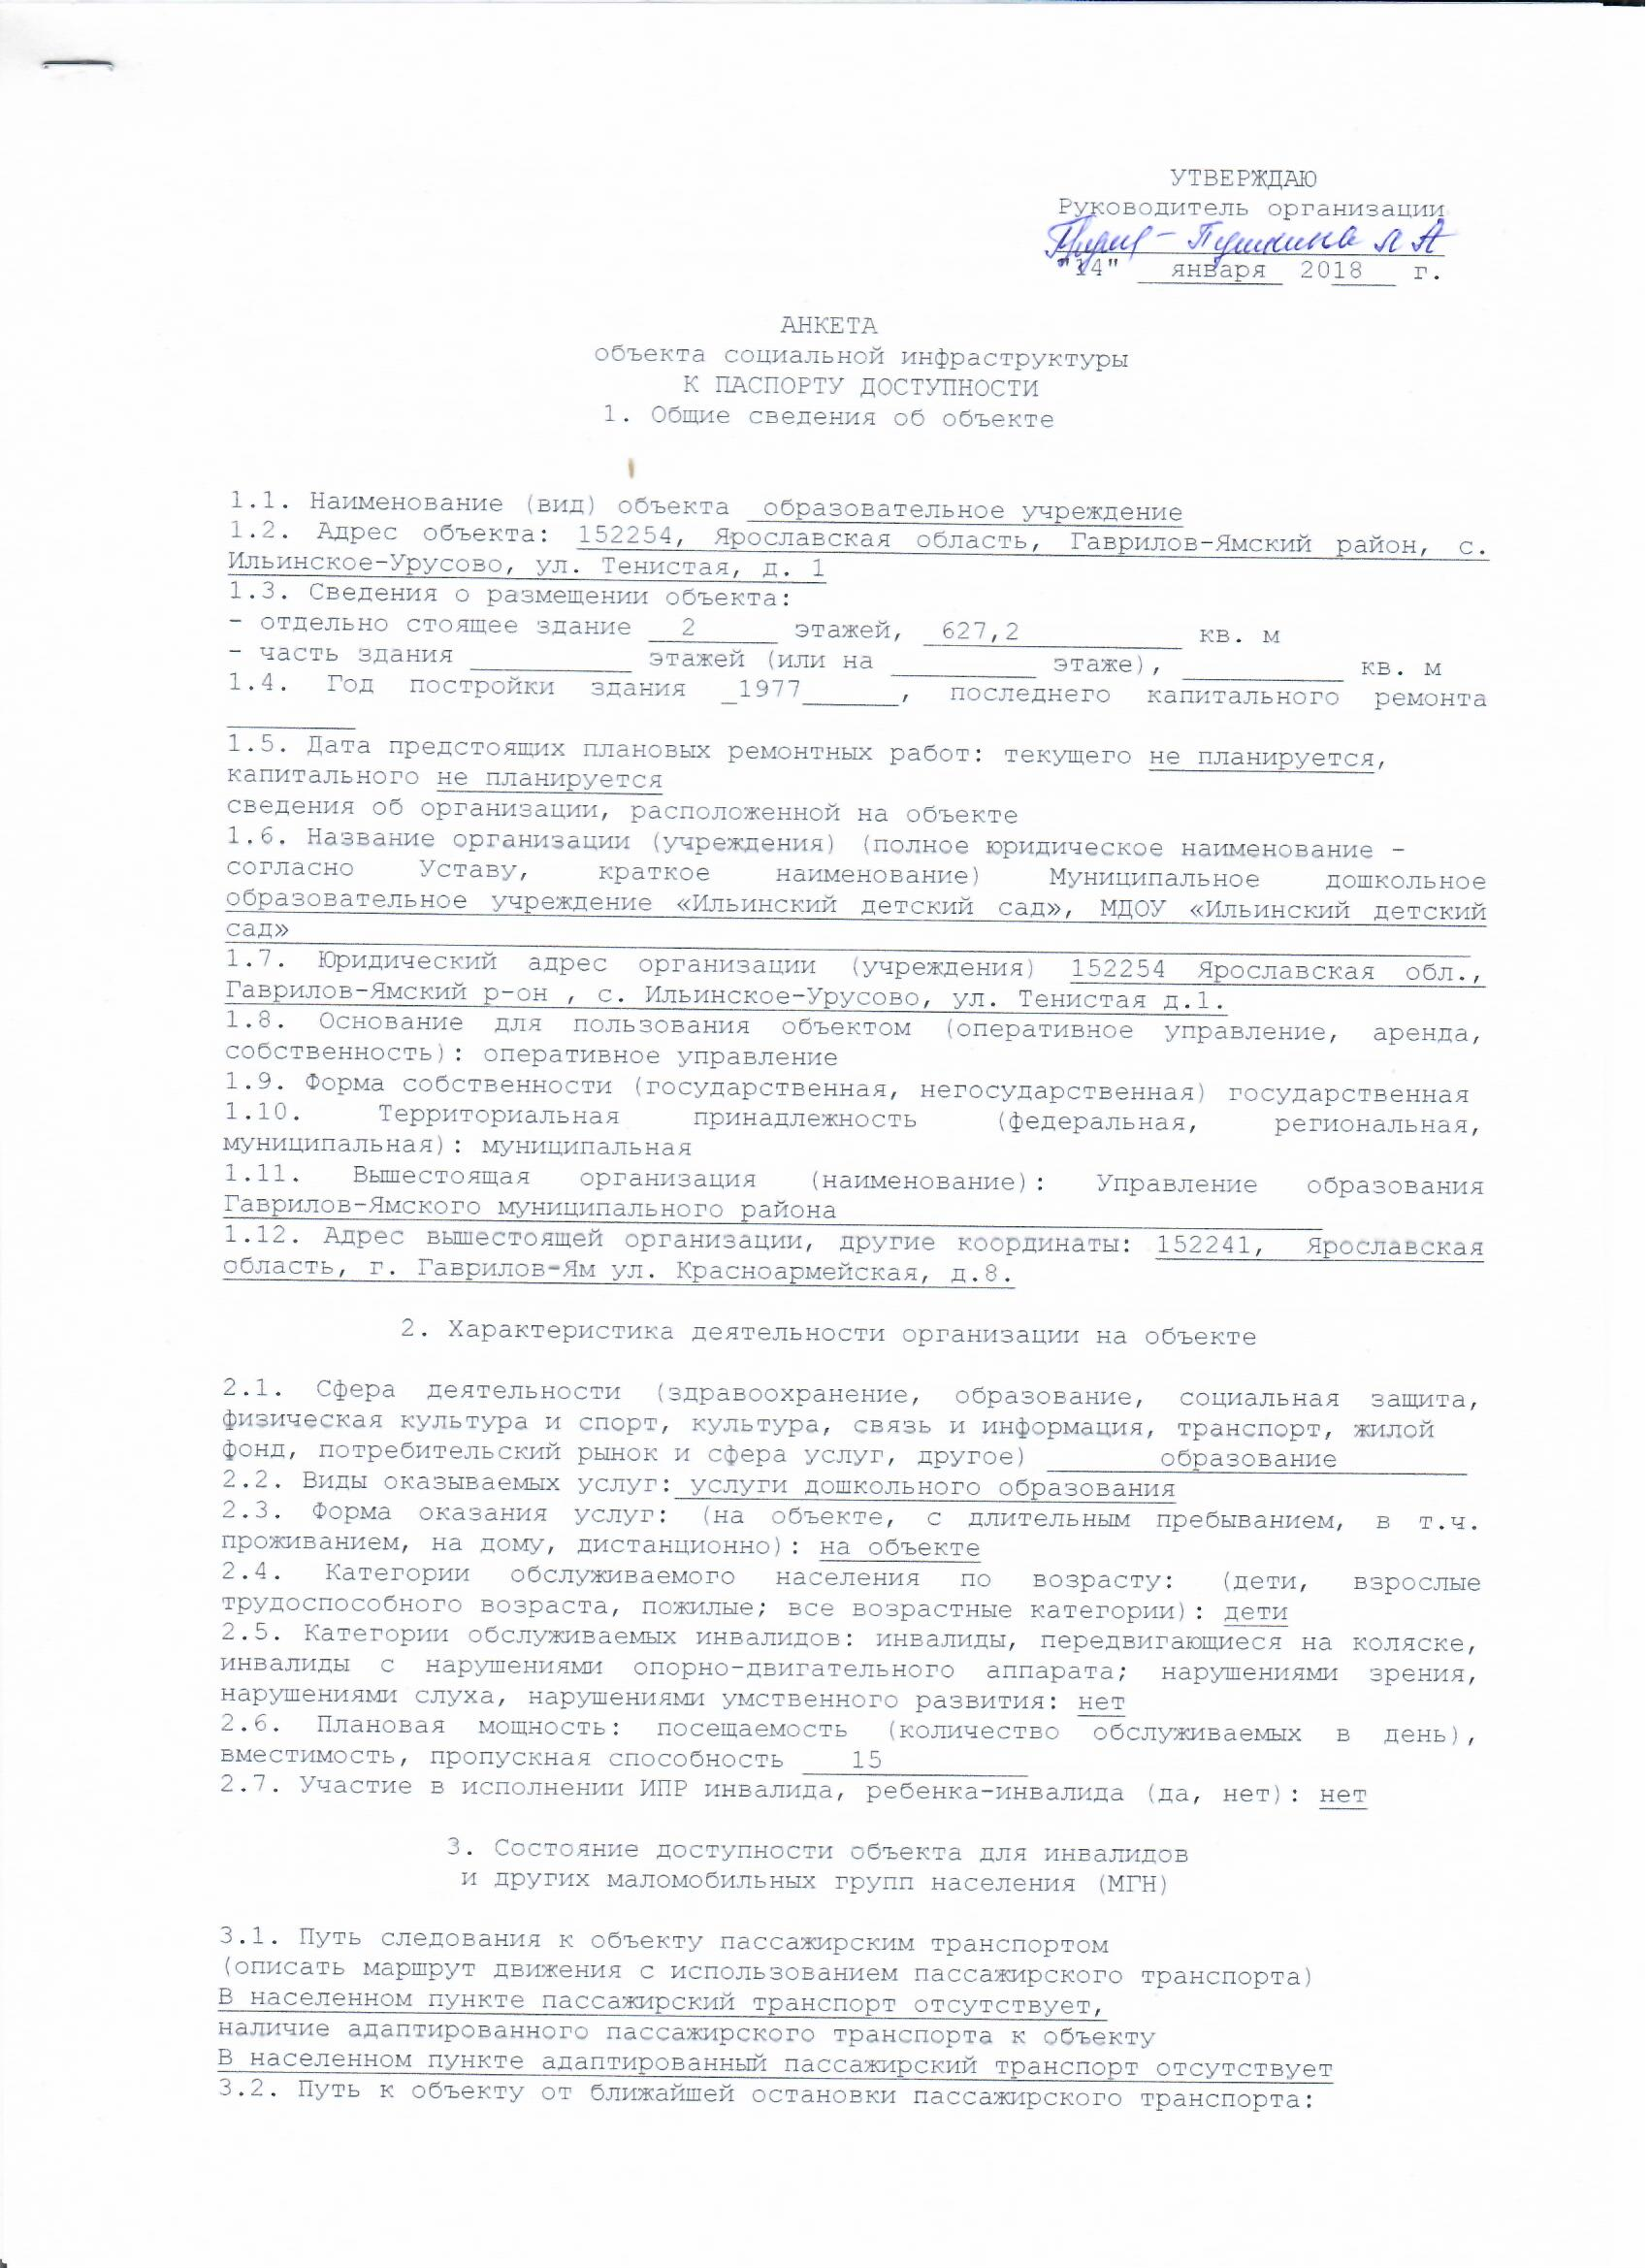 УТВЕРЖДАЮ
Руководитель организации
Пушкина Л А
"14" ___января__ 2018__ г.
АНКЕТА
объекта социальной инфраструктуры
К ПАСПОРТУ ДОСТУПНОСТИ
1. Общие сведения об объекте
1.1. Наименование (вид) объекта _образовательное учреждение
1.2. Адрес объекта: 152254, Ярославская область, Гаврилов-Ямский район, с.
Ильинское-Урусово, ул. Тенистая, д. 1
1.3. Сведения о размещении объекта:
- отдельно стоящее здание __2_____ этажей, _627,2__________ кв. м
- часть здания __________ этажей (или на _________ этаже), __________ кв. м
1.4. Год постройки здания _1977______, последнего капитального ремонта
________
1.5. Дата предстоящих плановых ремонтных работ: текущего не планируется,
капитального не планируется
сведения об организации, расположенной на объекте
1.6. Название организации (учреждения) (полное юридическое наименование -
согласно Уставу, краткое наименование) Муниципальное дошкольное
образовательное учреждение «Ильинский детский сад», МДОУ «Ильинский детский
сад»
1.7. Юридический адрес организации (учреждения) 152254 Ярославская обл.,
Гаврилов-Ямский р-он , с. Ильинское-Урусово, ул. Тенистая д.1.
1.8. Основание для пользования объектом (оперативное управление, аренда,
собственность): оперативное управление
1.9. Форма собственности (государственная, негосударственная) государственная
1.10. Территориальная принадлежность (федеральная, региональная,
муниципальная): муниципальная
1.11. Вышестоящая организация (наименование): Управление образования
Гаврилов-Ямского муниципального района
1.12. Адрес вышестоящей организации, другие координаты: 152241, Ярославская
область, г. Гаврилов-Ям ул. Красноармейская, д.8.
2. Характеристика деятельности организации на объекте
2.1. Сфера деятельности (здравоохранение, образование, социальная защита,
физическая культура и спорт, культура, связь и информация, транспорт, жилой
фонд, потребительский рынок и сфера услуг, другое) _______образование________
2.2. Виды оказываемых услуг: услуги дошкольного образования
2.3. Форма оказания услуг: (на объекте, с длительным пребыванием, в т.ч.
проживанием, на дому, дистанционно): на объекте
2.4. Категории обслуживаемого населения по возрасту: (дети, взрослые
трудоспособного возраста, пожилые; все возрастные категории): дети
2.5. Категории обслуживаемых инвалидов: инвалиды, передвигающиеся на коляске,
инвалиды с нарушениями опорно-двигательного аппарата; нарушениями зрения,
нарушениями слуха, нарушениями умственного развития: нет
2.6. Плановая мощность: посещаемость (количество обслуживаемых в день),
вместимость, пропускная способность ___15_________
2.7. Участие в исполнении ИПР инвалида, ребенка-инвалида (да, нет): нет
3. Состояние доступности объекта для инвалидов
и других маломобильных групп населения (МГН)
3.1. Путь следования к объекту пассажирским транспортом
(описать маршрут движения с использованием пассажирского транспорта)
В населенном пункте пассажирский транспорт отсутствует,
наличие адаптированного пассажирского транспорта к объекту
В населенном пункте адаптированный пассажирский транспорт отсутствует
3.2. Путь к объекту от ближайшей остановки пассажирского транспорта: